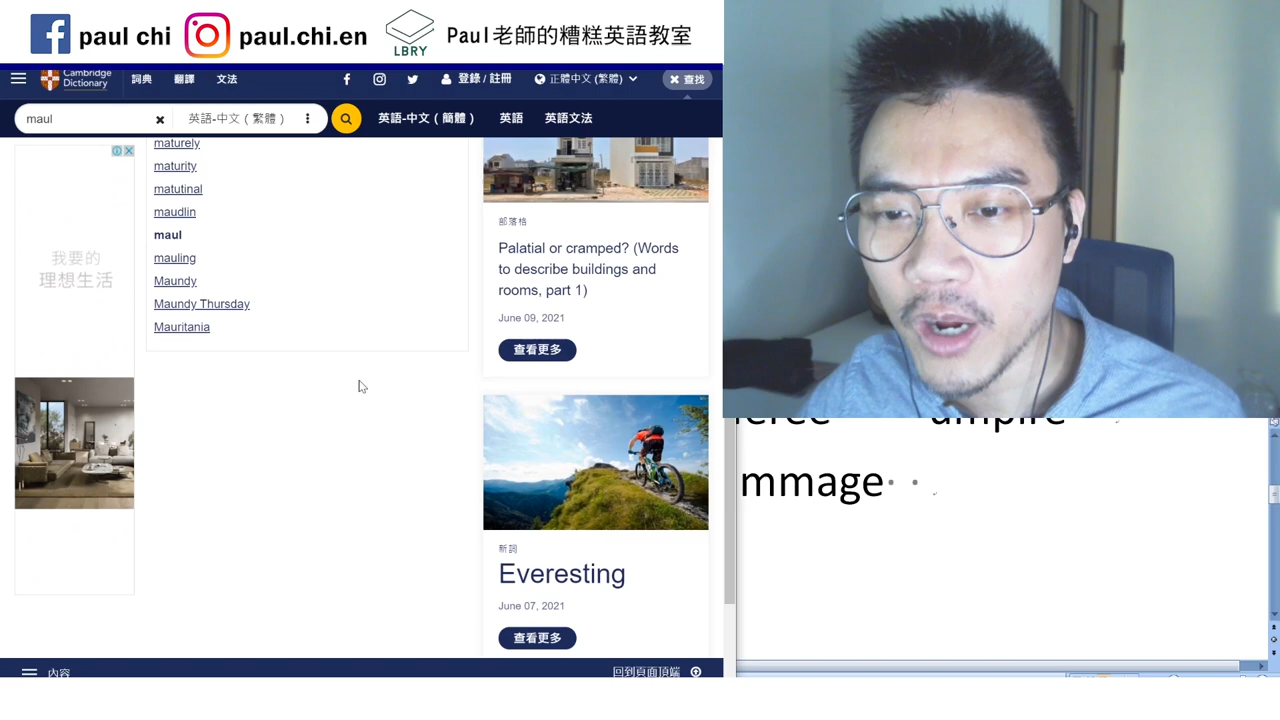 paul chi
paul.chi.en
LBRY
Paul老師的糟糕英語教室
Cambridge
Dictionary
詞典
翻譯
文法
登錄 / 註冊
正體中文 (繁體)
查找
maul
英語-中文（繁體）
英語-中文（簡體）
英語
英語文法
maturely
maturity
matutinal
maudlin
maul
mauling
Maundy
Maundy Thursday
Mauritania
我要的
理想生活
部落格
Palatial or cramped? (Words
to describe buildings and
rooms, part 1)
June 09, 2021
查看更多
新詞
Everesting
June 07, 2021
查看更多
umpire
mmage
內容
回到頁面頂端